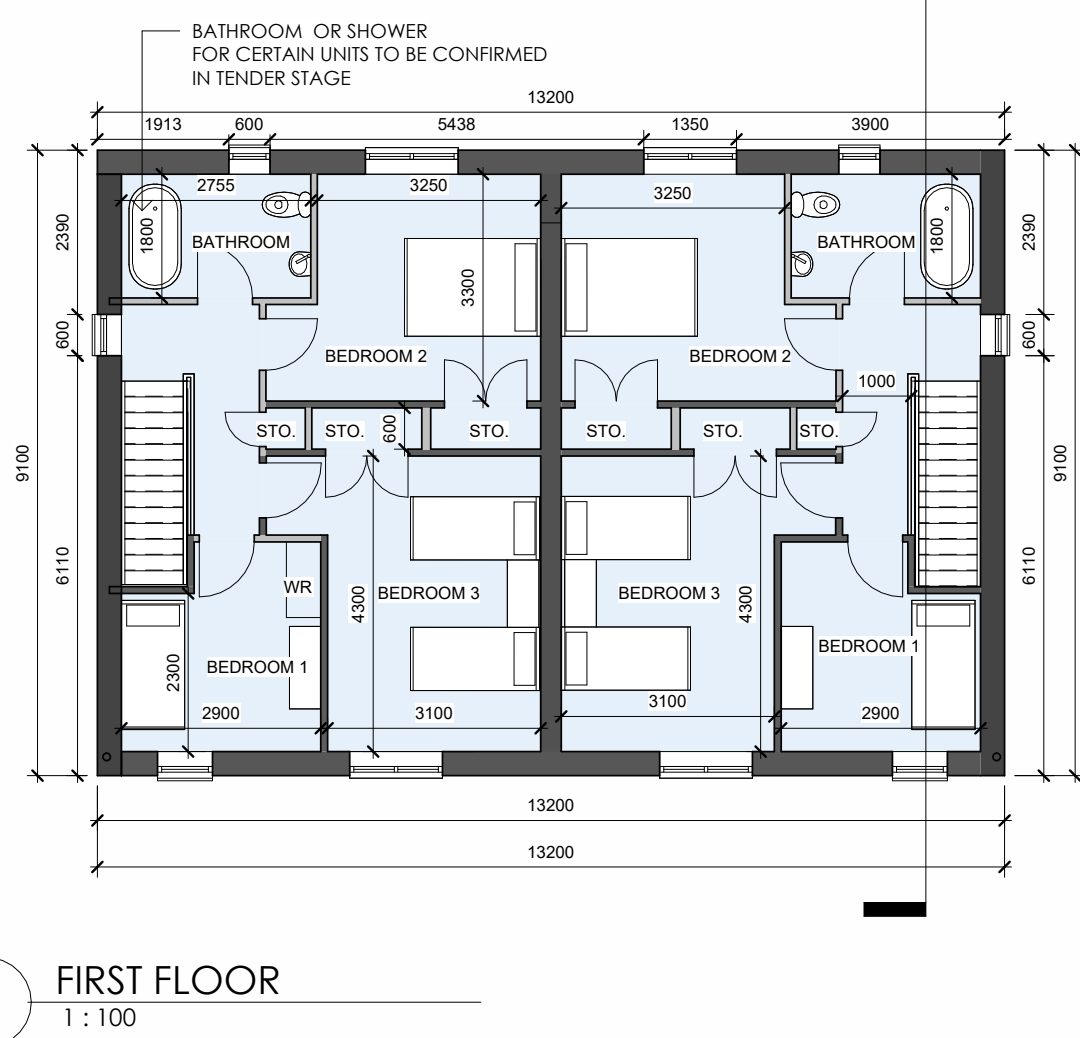 BATHROOM OR SHOWER
FOR CERTAIN UNITS TO BE CONFIRMED
IN TENDER STAGE
13200
1913 600 5438 1350 3900
2755 3250 3250
2390 1800 BATHROOM BATHROOM 1800 2390
3300
600 600
BEDROOM 2 BEDROOM 2
1000
STO. STO. 600 STO. STO. STO. STO.
9100 9100
6110 6110
WR
4300 BEDROOM 3 BEDROOM 3 4300
BEDROOM 1 BEDROOM 1
2300
2900 3100 3100 2900
13200
13200
FIRST FLOOR
1 : 100